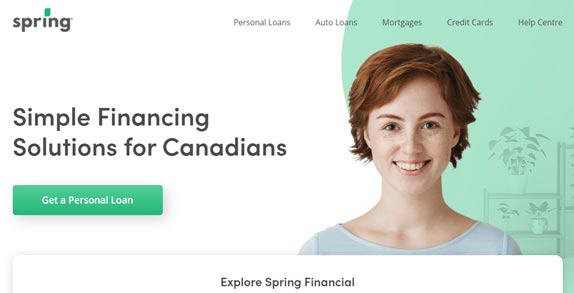 spring
Personal Loans
Auto Loans
Mortgages
Credit Cards
Help Centre
Simple Financing
Solutions for Canadians
Get a Personal Loan
Explore Spring Financial